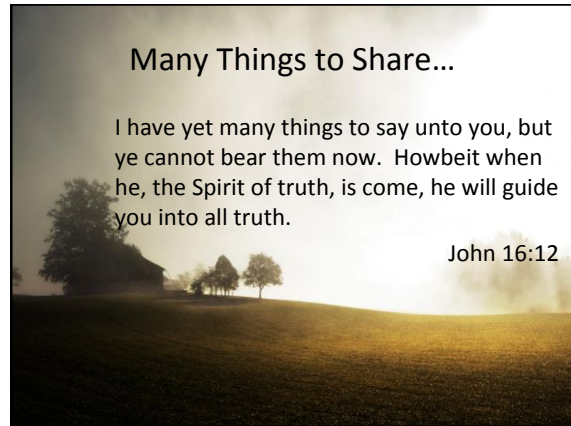 Many Things to Share…
I have yet many things to say unto you, but
ye cannot bear them now.  Howbeit when
he, the Spirit of truth, is come, he will guide
you into all truth.
John 16:12